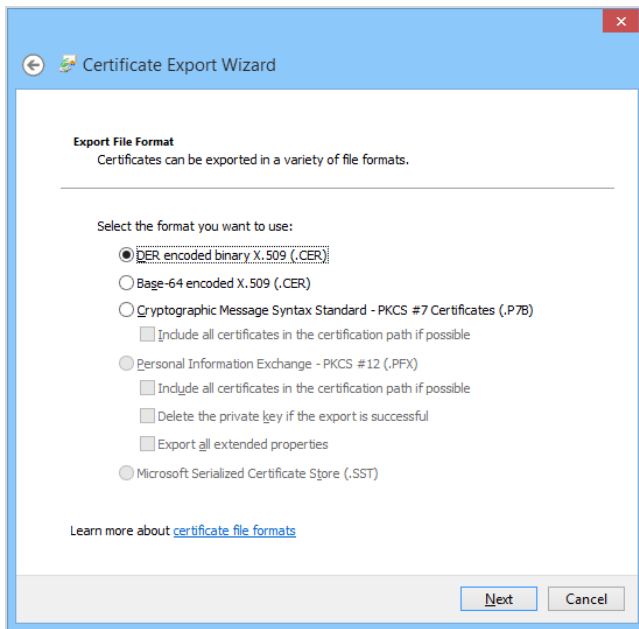 Certificate Export Wizard
Export File Format
Certificates can be exported in a variety of file formats.
Select the format you want to use:
DER encoded binary X.509 (.CER)
Base-64 encoded X.509 (.CER)
Cryptographic Message Syntax Standard - PKCS #7 Certificates (.P7B)
Include all certificates in the certification path if possible
Personal Information Exchange - PKCS #12 (.PFX)
Include all certificates in the certification path if possible
Delete the private key if the export is successful
Export all extended properties
Microsoft Serialized Certificate Store (.SST)
Learn more about certificate file formats
Next Cancel